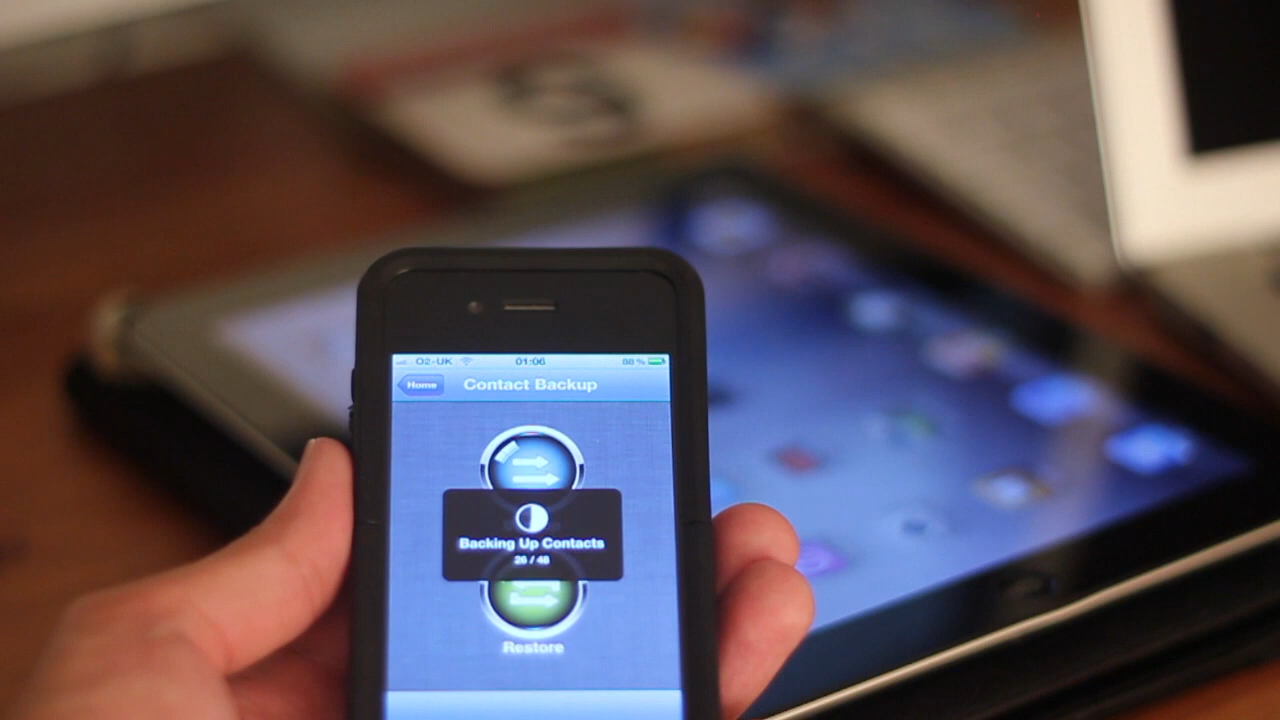 O2-UK 01:06 88%
Home Contact Backup
Backing Up Contacts
26 / 48
Restore